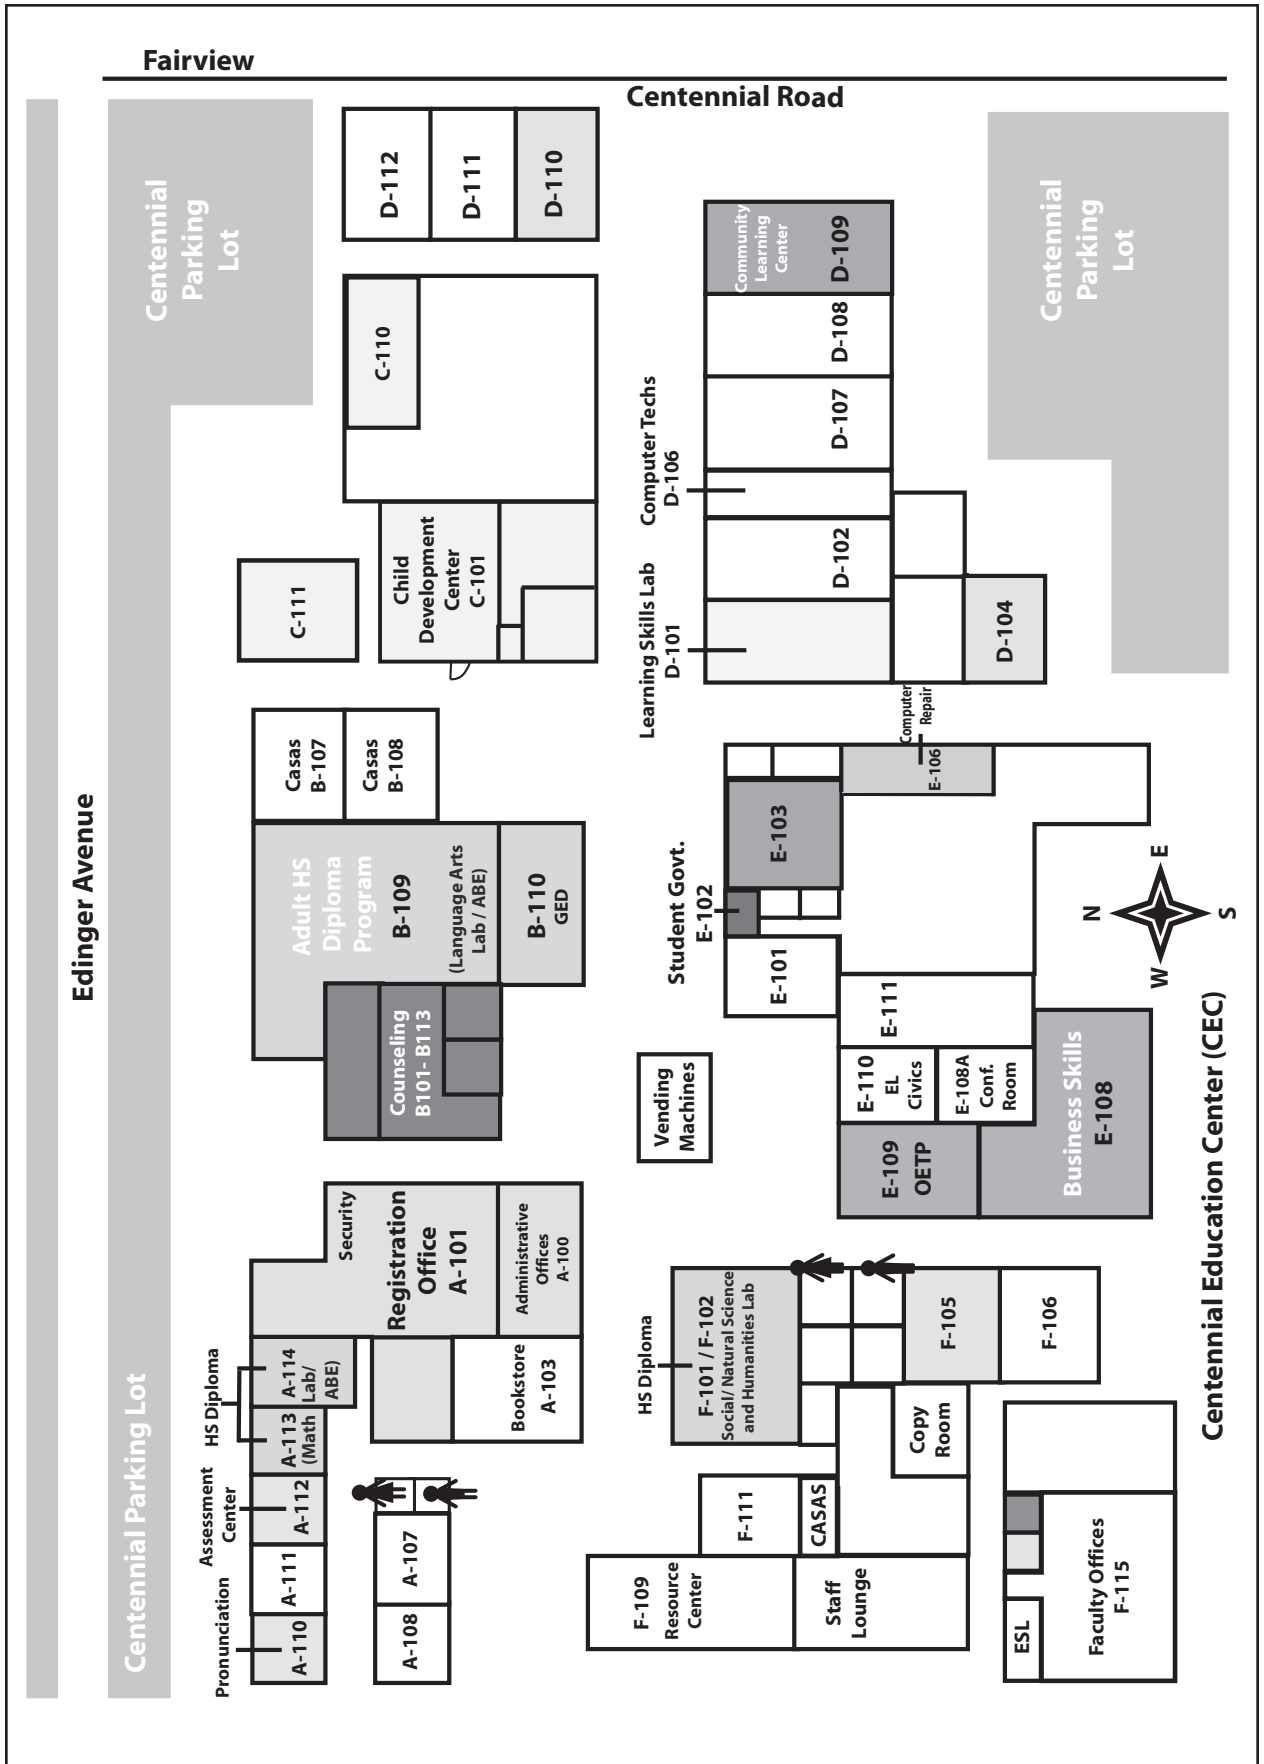 Fairview
Centennial Road
Edinger Avenue
Centennial Parking Lot
Centennial
Parking
Lot
Centennial
Parking
Lot
Pronunciation
A-110
A-111
Assessment
Center
A-112
HS Diploma
A-113
(Math
A-114
Lab/
ABE)
A-108
A-107
Security
Registration
Office
A-101
Administrative
Offices
A-100
Bookstore
A-103
Counseling
B101- B113
Adult HS
Diploma
Program
B-109
(Language Arts
Lab / ABE)
B-110
GED
Casas
B-107
Casas
B-108
C-111
Child
Development
Center
C-101
C-110
D-112
D-111
D-110
HS Diploma
F-101 / F-102
Social/ Natural Science
and Humanities Lab
F-105
F-106
Copy
Room
F-111
CASAS
F-109
Resource
Center
Staff
Lounge
ESL
Faculty Offices
F-115
Vending
Machines
Student Govt.
E-102
E-101
E-103
Computer
Repair
E-106
E-111
E-110
EL
Civics
E-108A
Conf.
Room
E-109
OETP
Business Skills
E-108
Learning Skills Lab
D-101
Computer Techs
D-106
D-102
D-107
D-108
Community
Learning
Center
D-109
D-104
N
W
E
S
Centennial Education Center (CEC)